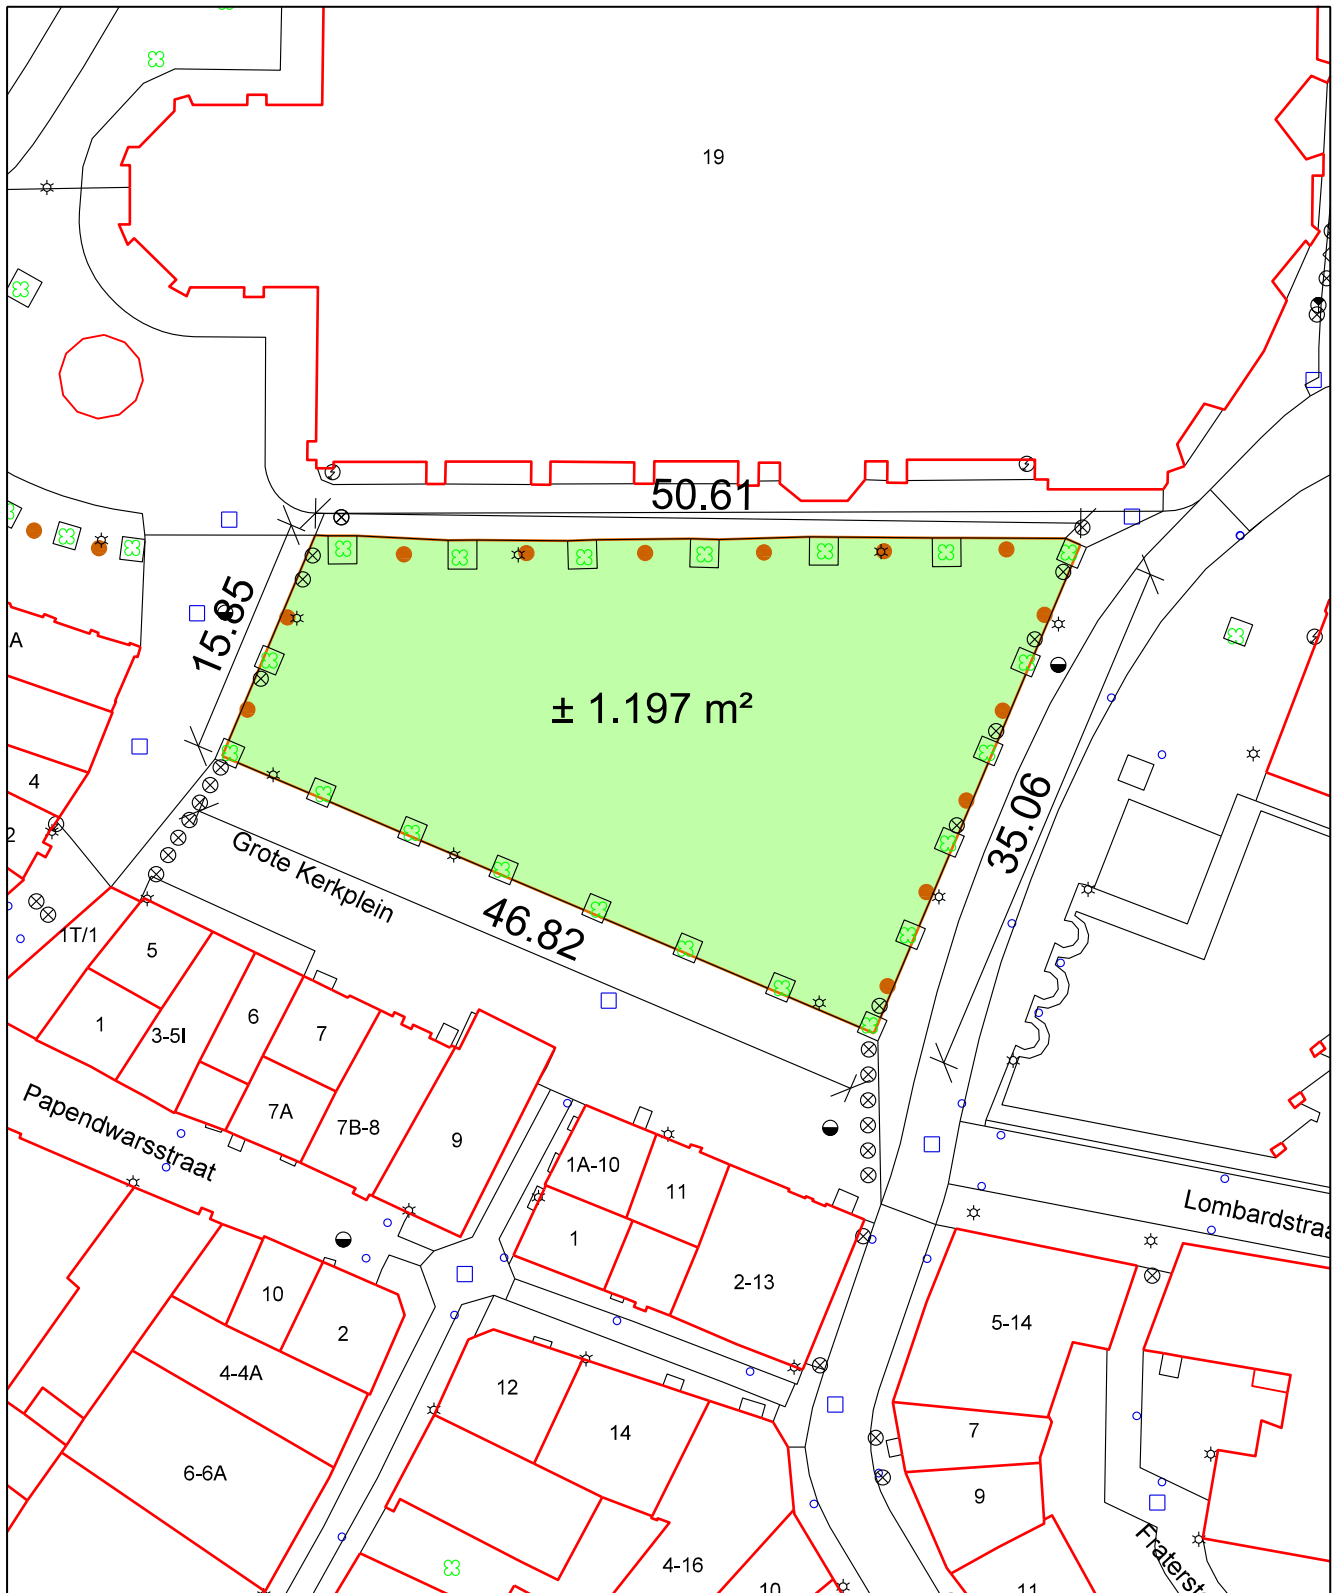 19
50.61
15.85
± 1.197 m²
A
4
2
35.06
Grote Kerkplein
46.82
1T/1
5
1
3-5I
6
7
7A
7B-8
9
Papendwarsstraat
1A-10
11
1
2-13
Lombardstraa
10
2
4-4A
6-6A
5-14
12
14
7
9
4-16
10
11
Fraterst